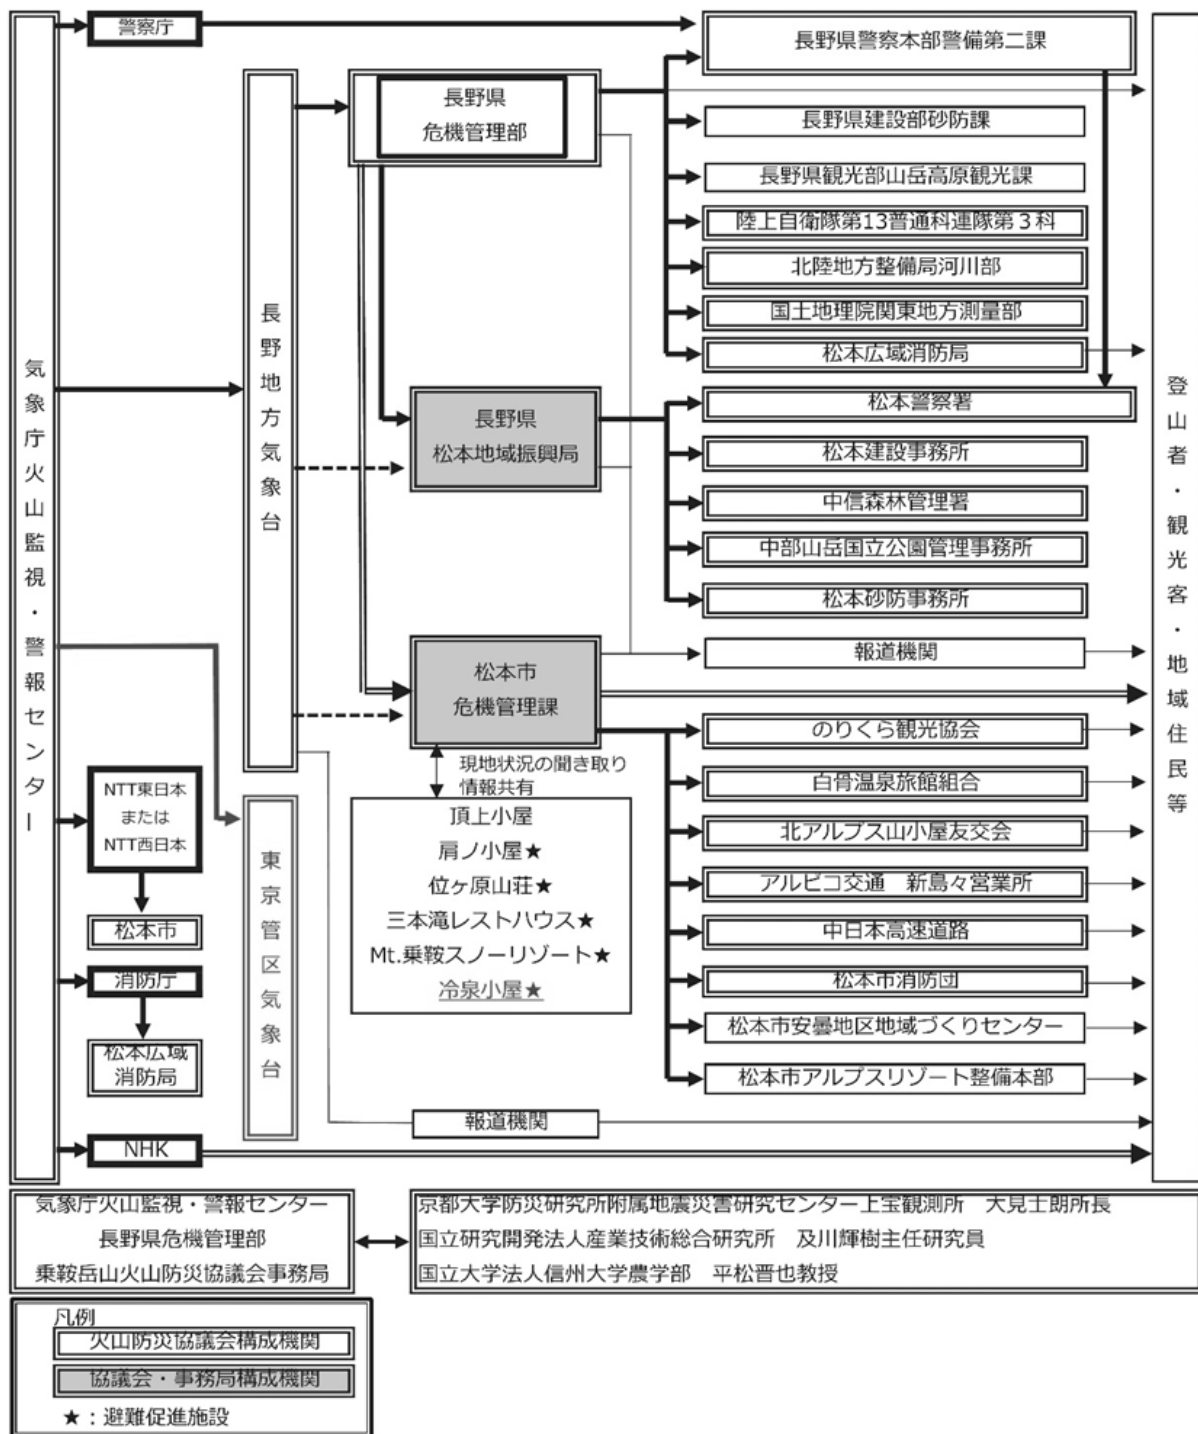 気象庁火山監視・警報センター
警察庁
長野県警察本部警備第二課
登山者・観光客・地域住民等
長野地方気象台
長野県
危機管理部
長野県建設部砂防課
長野県観光部山岳高原観光課
陸上自衛隊第13普通科連隊第３科
北陸地方整備局河川部
国土地理院関東地方測量部
松本広域消防局
長野県
松本地域振興局
松本警察署
松本建設事務所
中信森林管理署
中部山岳国立公園管理事務所
松本砂防事務所
松本市
危機管理課
報道機関
のりくら観光協会
白骨温泉旅館組合
北アルプス山小屋友交会
アルピコ交通　新島々営業所
中日本高速道路
松本市消防団
松本市安曇地区地域づくりセンター
松本市アルプスリゾート整備本部
現地状況の聞き取り
情報共有
頂上小屋
肩ノ小屋★
位ヶ原山荘★
三本滝レストハウス★
Mt.乗鞍スノーリゾート★
冷泉小屋★
NTT東日本
または
NTT西日本
松本市
消防庁
松本広域
消防局
東京管区気象台
報道機関
NHK
気象庁火山監視・警報センター
長野県危機管理部
乗鞍岳山火山防災協議会事務局
京都大学防災研究所附属地震災害研究センター上宝観測所　大見士朗所長
国立研究開発法人産業技術総合研究所　及川輝樹主任研究員
国立大学法人信州大学農学部　平松晋也教授
凡例
火山防災協議会構成機関
協議会・事務局構成機関
★：避難促進施設